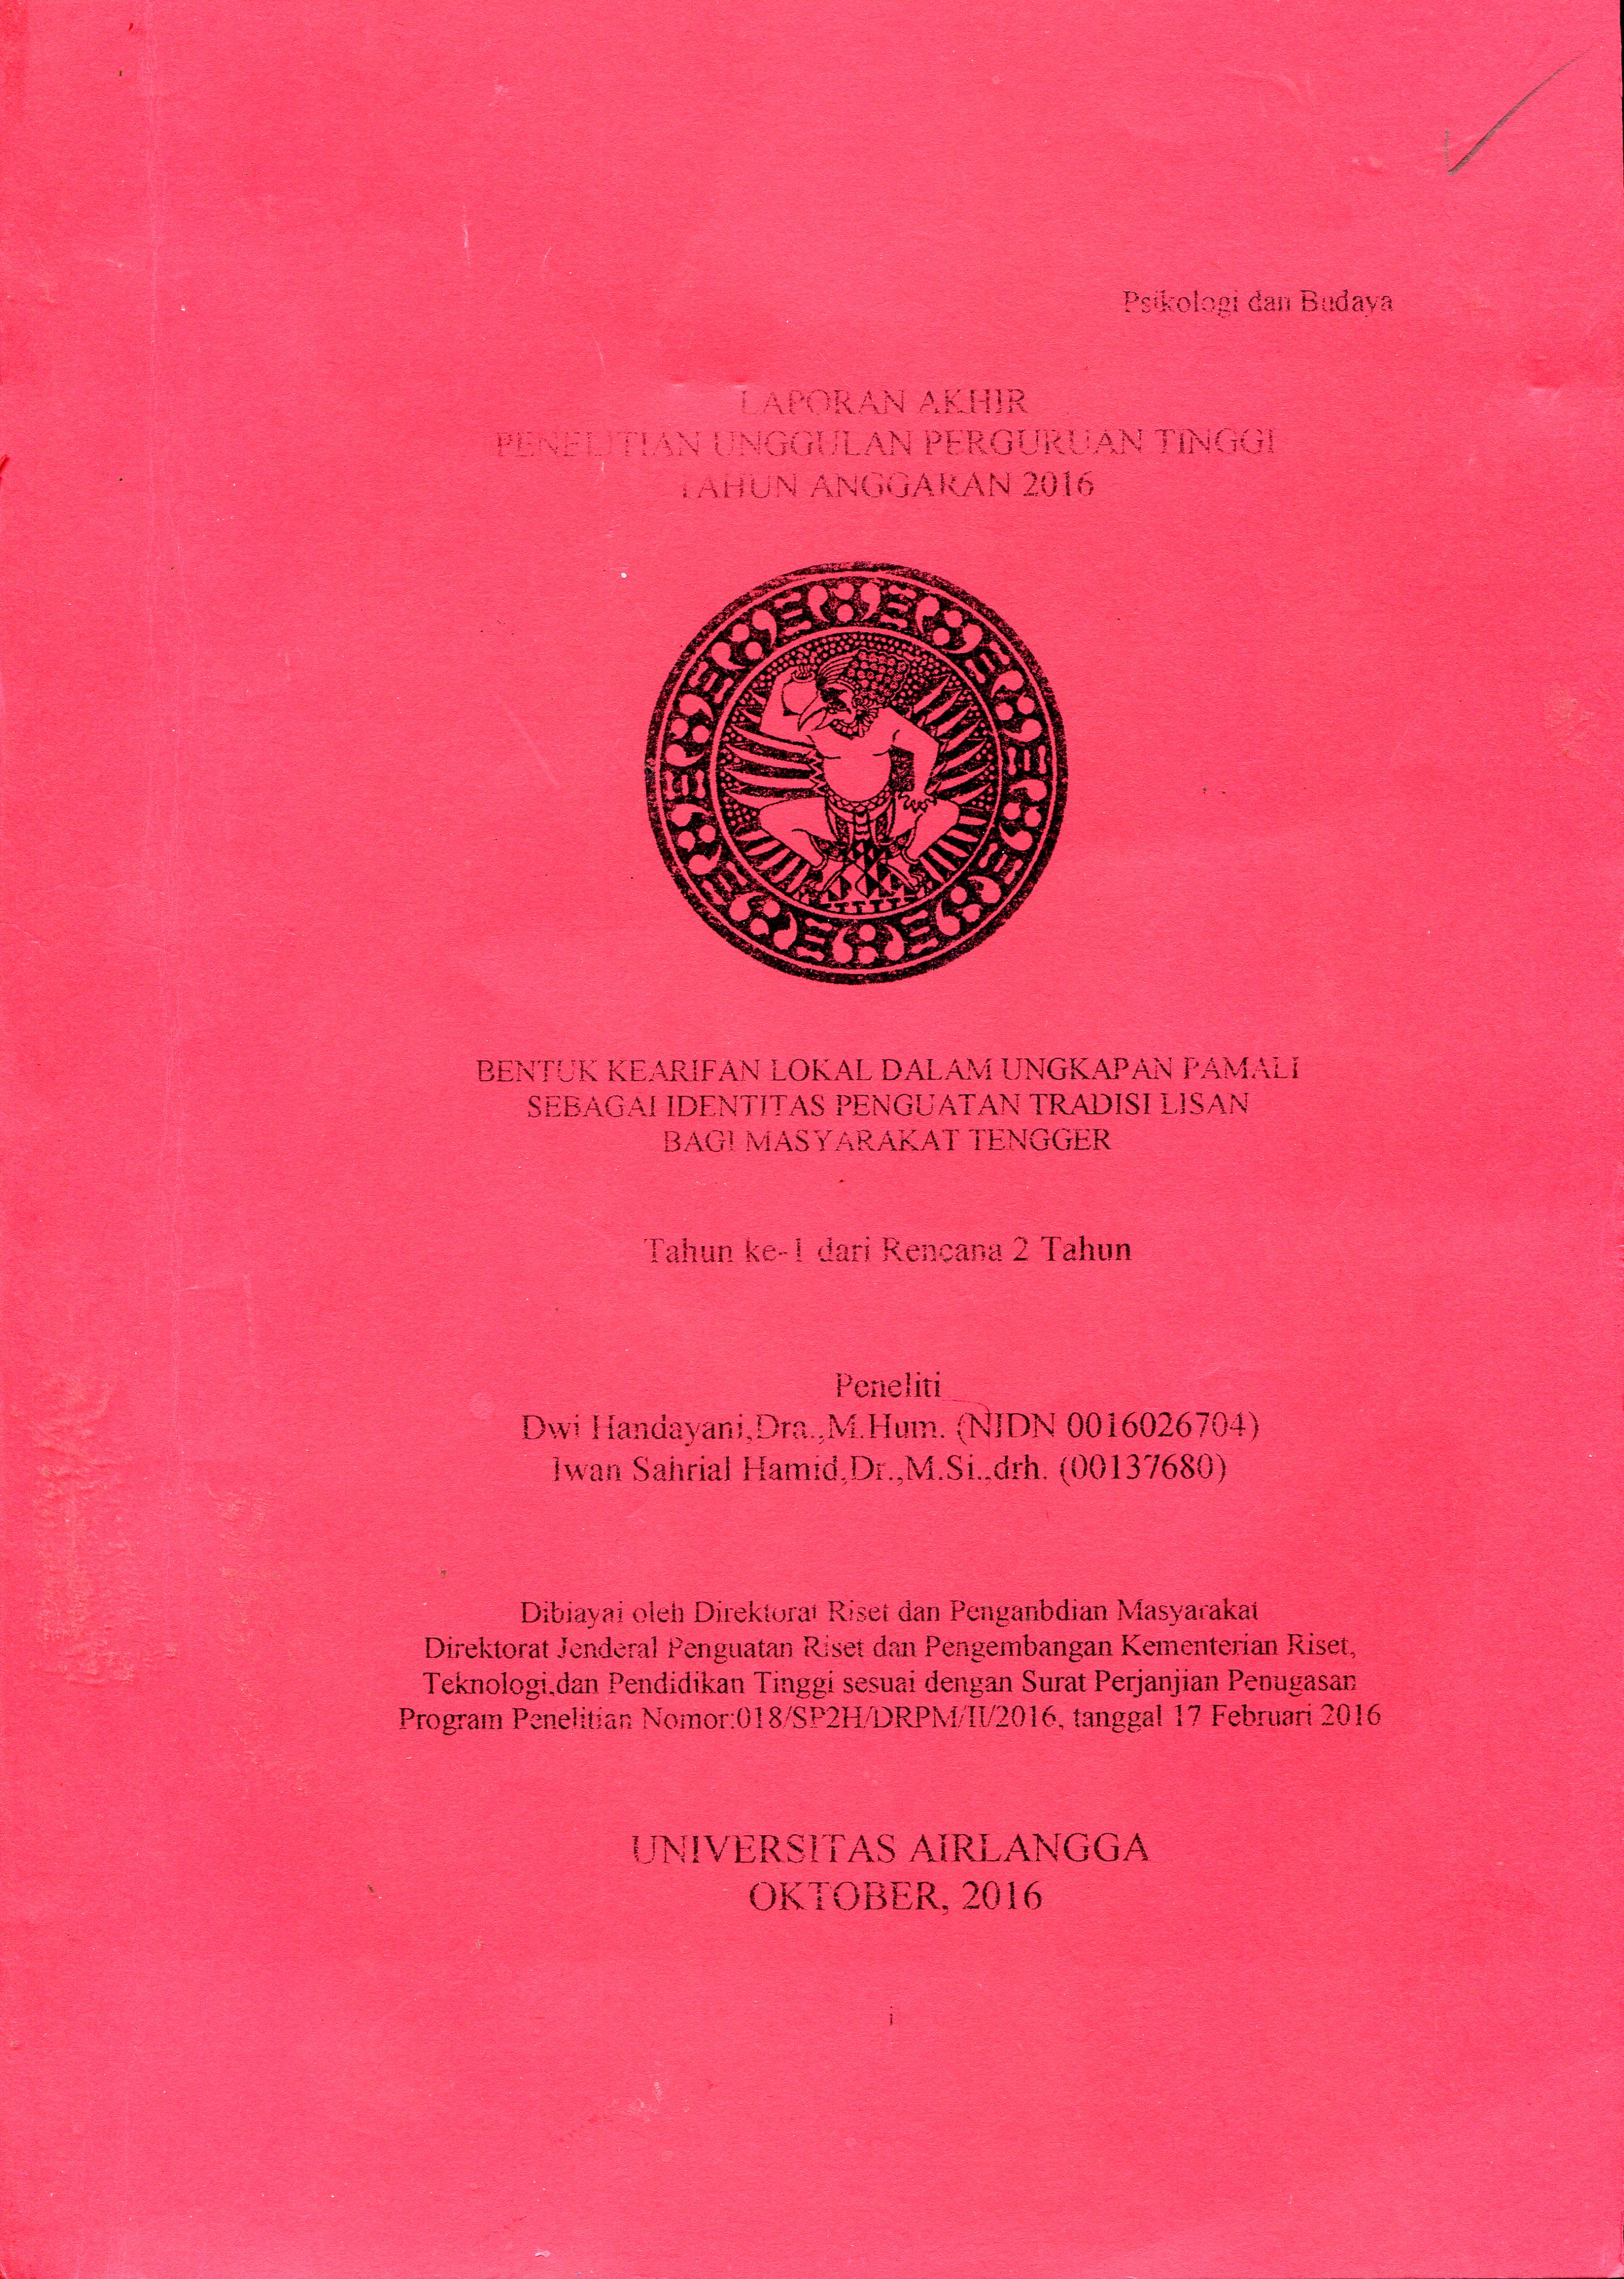 Psikologi dan Budaya
LAPORAN AKHIR
PENELITIAN UNGGULAN PERGURUAN TINGGI
TAHUN ANGGARAN 2016
BENTUK KEARIFAN LOKAL DALAM UNGKAPAN PAMALI
SEBAGAI IDENTITAS PENGUATAN TRADISI LISAN
BAGI MASYARAKAT TENGGER
Tahun ke-1 dari Rencana 2 Tahun
Peneliti
Dwi Handayani,Dra.,M.Hum. (NIDN 0016026704)
Iwan Sahrial Hamid,Dr.,M.Si.,drh. (00137680)
Dibiayai oleh Direktorat Riset dan Penganbdian Masyarakat
Direktorat Jenderal Penguatan Riset dan Pengembangan Kementerian Riset,
Teknologi,dan Pendidikan Tinggi sesuai dengan Surat Perjanjian Penugasan
Program Penelitian Nomor:018/SP2H/DRPM/II/2016, tanggal 17 Februari 2016
UNIVERSITAS AIRLANGGA
OKTOBER, 2016
i